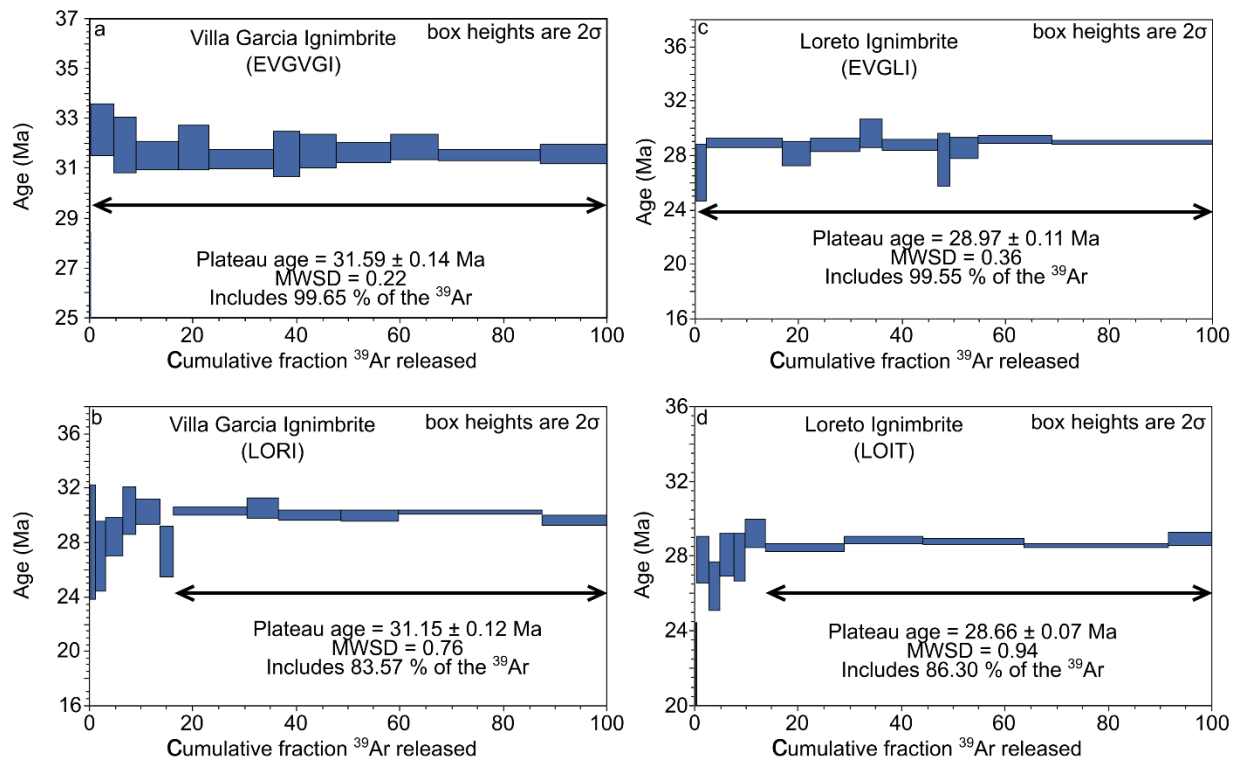 a
Villa Garcia Ignimbrite
(EVGVGI)
box heights are 2σ
Age (Ma)
37
35
33
31
29
27
25
Plateau age = 31.59 ± 0.14 Ma
MWSD = 0.22
Includes 99.65 % of the ³⁹Ar
0 20 40 60 80 100
Cumulative fraction ³⁹Ar released
c
Loreto Ignimbrite
(EVGLI)
box heights are 2σ
Age (Ma)
36
32
28
24
20
16
Plateau age = 28.97 ± 0.11 Ma
MWSD = 0.36
Includes 99.55 % of the ³⁹Ar
0 20 40 60 80 100
Cumulative fraction ³⁹Ar released
b
Villa Garcia Ignimbrite
(LORI)
box heights are 2σ
Age (Ma)
36
32
28
24
20
16
Plateau age = 31.15 ± 0.12 Ma
MWSD = 0.76
Includes 83.57 % of the ³⁹Ar
0 20 40 60 80 100
Cumulative fraction ³⁹Ar released
d
Loreto Ignimbrite
(LOIT)
box heights are 2σ
Age (Ma)
36
32
28
24
20
Plateau age = 28.66 ± 0.07 Ma
MWSD = 0.94
Includes 86.30 % of the ³⁹Ar
0 20 40 60 80 100
Cumulative fraction ³⁹Ar released